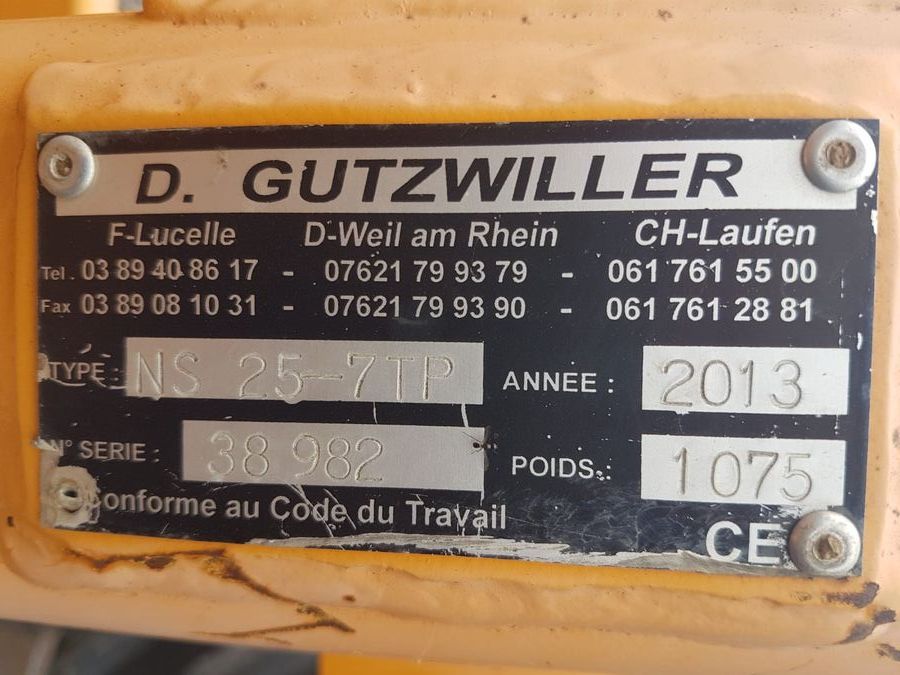 D. GUTZWILLER
F-Lucelle D-Weil am Rhein CH-Laufen
Tel. 03 89 40 86 17 - 07621 79 93 79 - 061 761 55 00
Fax 03 89 08 10 31 - 07621 79 93 90 - 061 761 28 81
TYPE : NS 25-7TP ANNEE : 2013
N° SERIE : 38 982 POIDS : 1075
Conforme au Code du Travail
CE